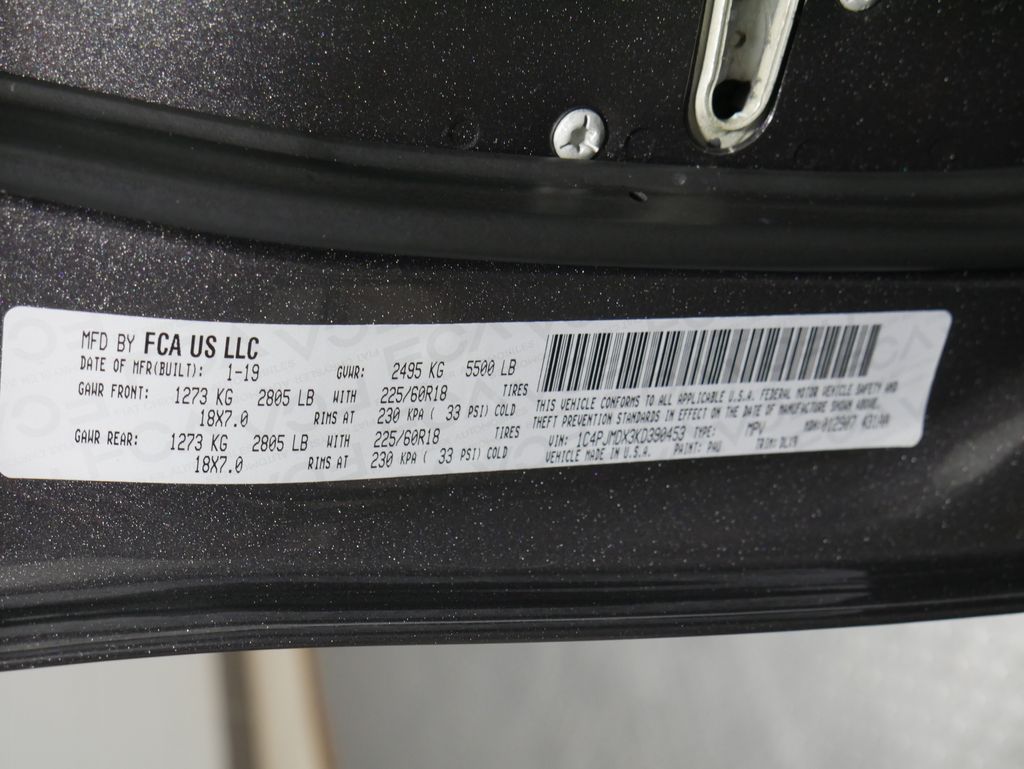 MFD BY FCA US LLC
DATE OF MFR(BUILT): 1-19 GVWR: 2495 KG 5500 LB
GAWR FRONT: 1273 KG 2805 LB WITH 225/60R18 TIRES
18X7.0 RIMS AT 230 KPA ( 33 PSI) COLD
GAWR REAR: 1273 KG 2805 LB WITH 225/60R18 TIRES
18X7.0 RIMS AT 230 KPA ( 33 PSI) COLD
THIS VEHICLE CONFORMS TO ALL APPLICABLE U.S.A. FEDERAL MOTOR VEHICLE SAFETY AND
THEFT PREVENTION STANDARDS IN EFFECT ON THE DATE OF MANUFACTURE SHOWN ABOVE.
VIN: 1C4PJMDX3KD390453 TYPE: MPV
VEHICLE MADE IN U.S.A. PAINT: PAU TRIM: DLX9